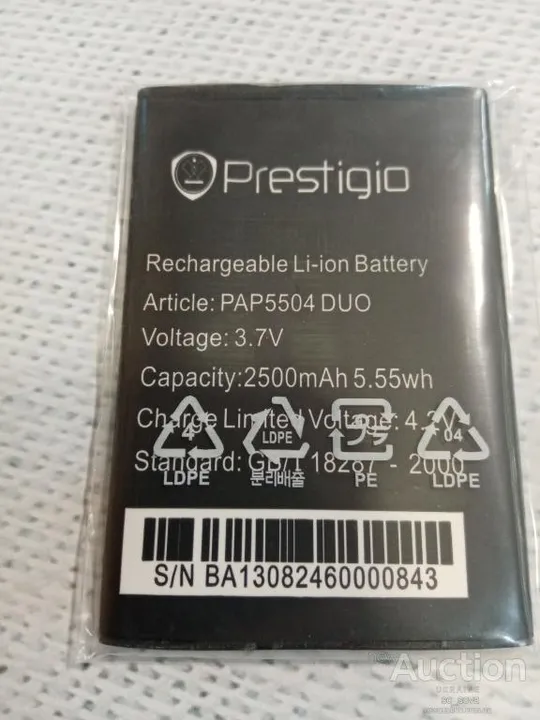 Prestigio
Rechargeable Li-ion Battery
Article: PAP5504 DUO
Voltage: 3.7V
Capacity:2500mAh 5.55wh
Charge Limited Voltage: 4.2V
Standard: GB/T 18287 - 2000
4 LDPE 04
LDPE 분리배출 PE LDPE
S/N BA13082460000843
Auction
UKRAINE